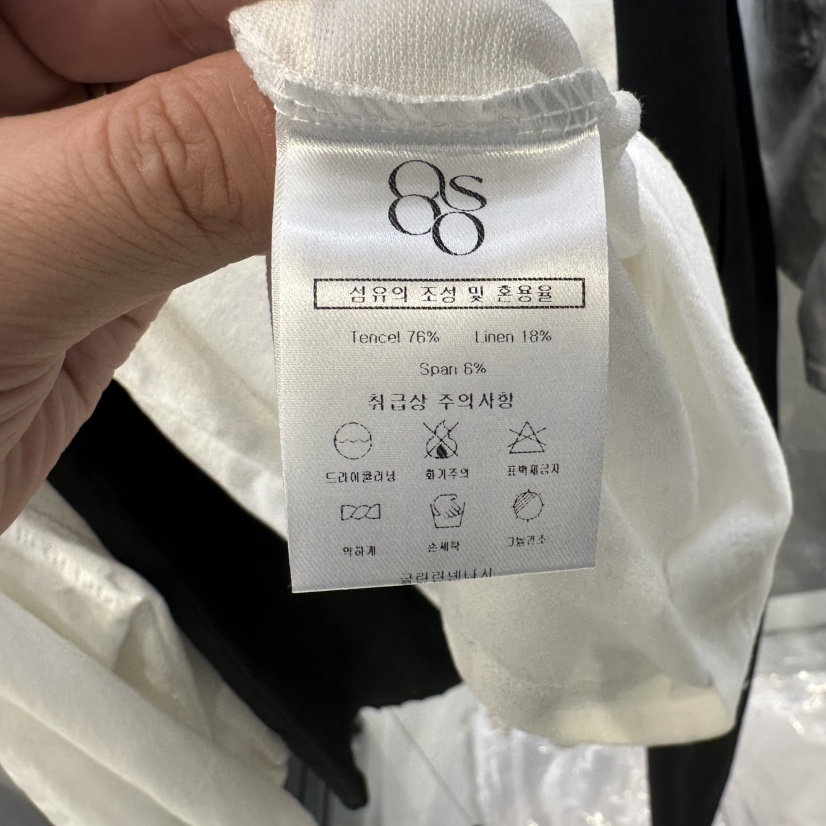 섬유의 조성 및 혼용율
Tencel 76% Linen 18%
Span 6%
취급상 주의사항
드라이클리닝 화기주의 표백제금지
약하게 손세탁 그늘건소